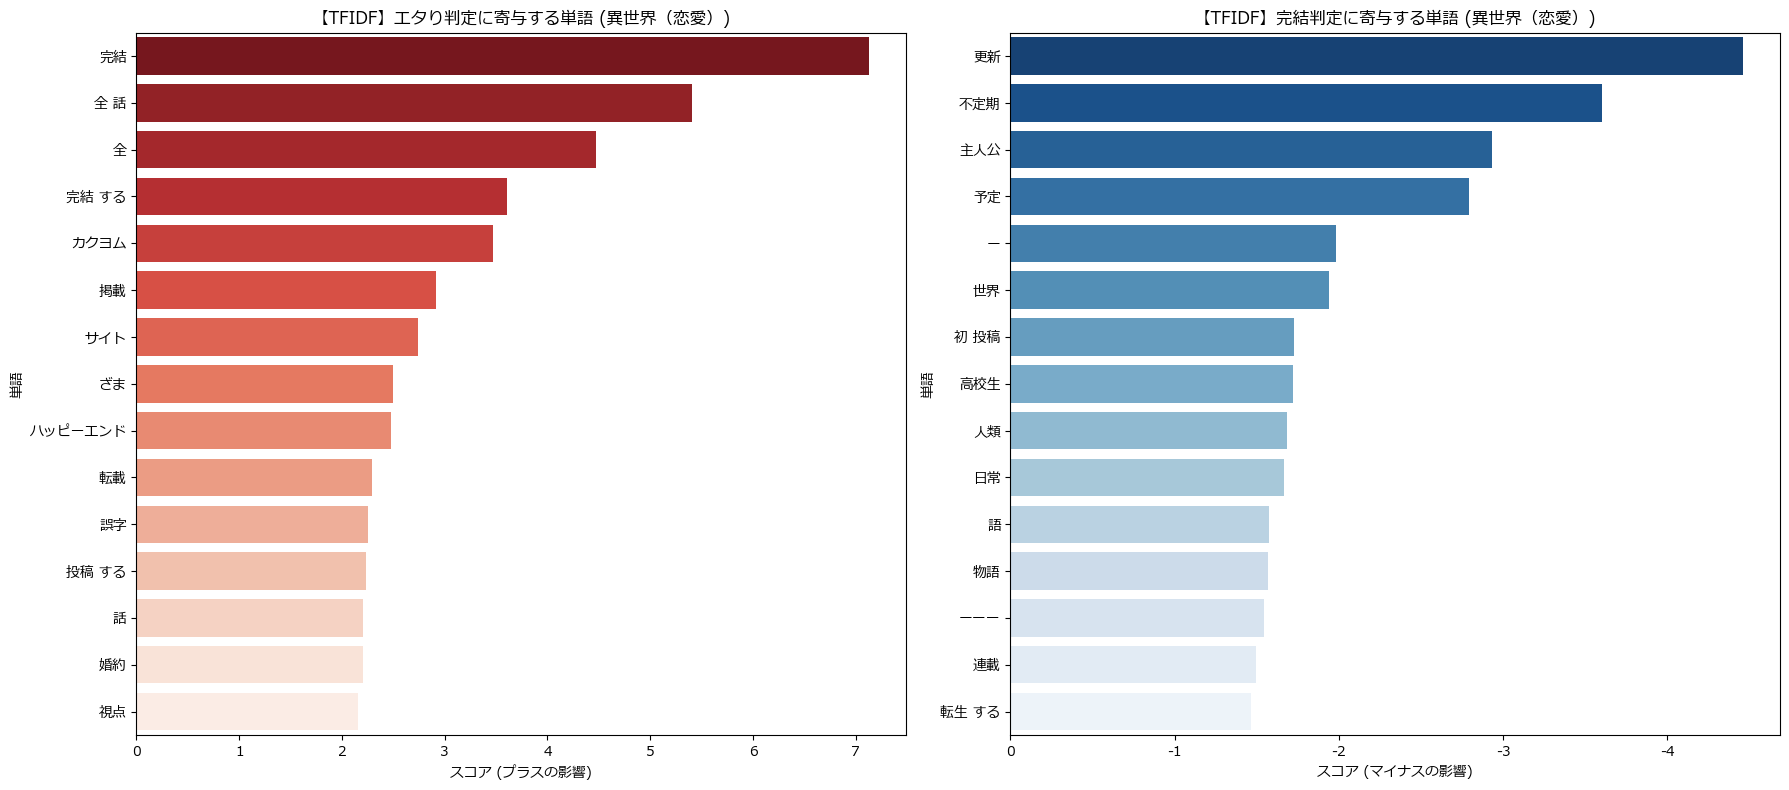 【TFIDF】エタり判定に寄与する単語 (異世界（恋愛）)
単語
完結
全 話
全
完結 する
カクヨム
掲載
サイト
ざま
ハッピーエンド
転載
誤字
投稿 する
話
婚約
視点
0 1 2 3 4 5 6 7
スコア (プラスの影響)
【TFIDF】完結判定に寄与する単語 (異世界（恋愛）)
単語
更新
不定期
主人公
予定
―
世界
初 投稿
高校生
人類
日常
語
物語
―――
連載
転生 する
0 -1 -2 -3 -4
スコア (マイナスの影響)